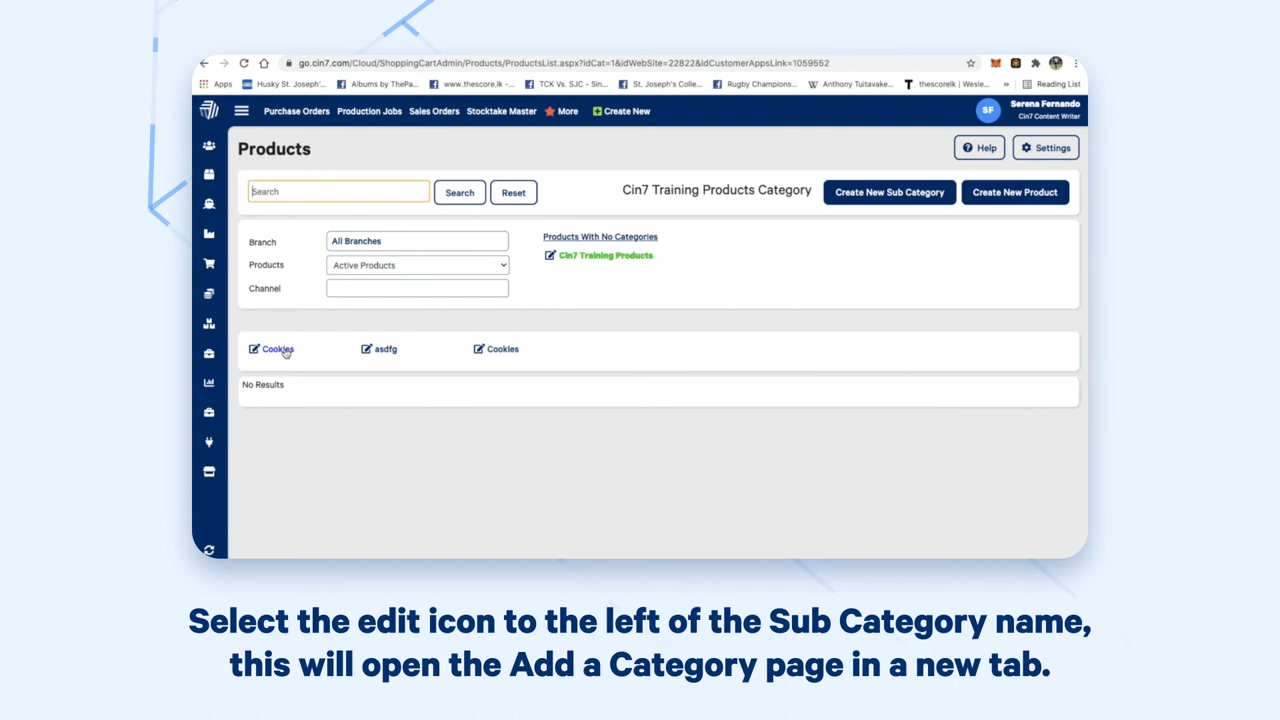 go.cin7.com/Cloud/ShoppingCartAdmin/Products/ProductsList.aspx?idCat=1&idWebSite=22822&idCustomerAppsLink=1059552
Apps Husky St. Joseph'... Albums by ThePa... www.thescore.lk -... TCK Vs. SJC - Sin... St. Joseph's Colle... Rugby Champions... Anthony Tuitavake... thescorelk | Wesle... » Reading List
Purchase Orders Production Jobs Sales Orders Stocktake Master More Create New SF Serena Fernando
Cin7 Content Writer
Products Help Settings
Search Search Reset Cin7 Training Products Category Create New Sub Category Create New Product
Branch All Branches Products With No Categories
Products Active Products Cin7 Training Products
Channel
Cookies asdfg Cookies
No Results
Select the edit icon to the left of the Sub Category name,
this will open the Add a Category page in a new tab.